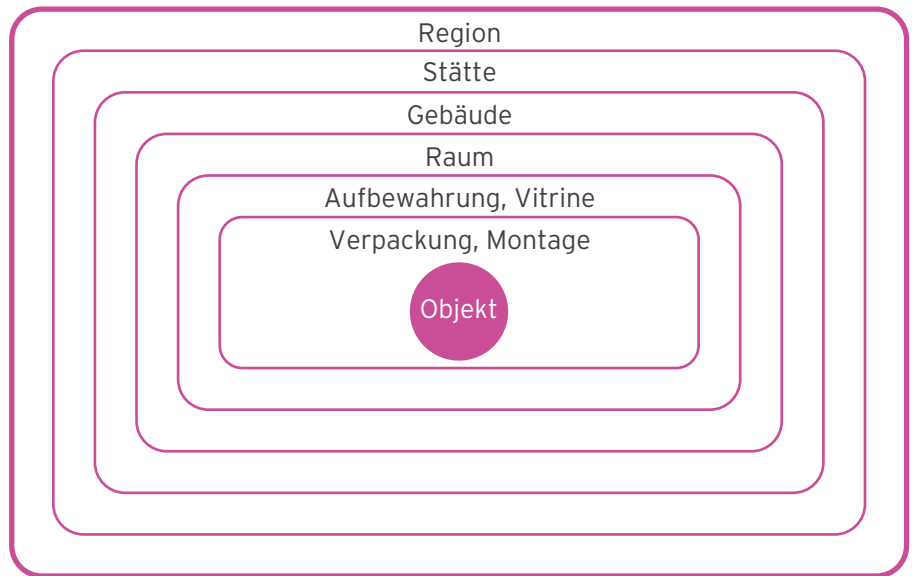 Region
Stätte
Gebäude
Raum
Aufbewahrung, Vitrine
Verpackung, Montage
Objekt